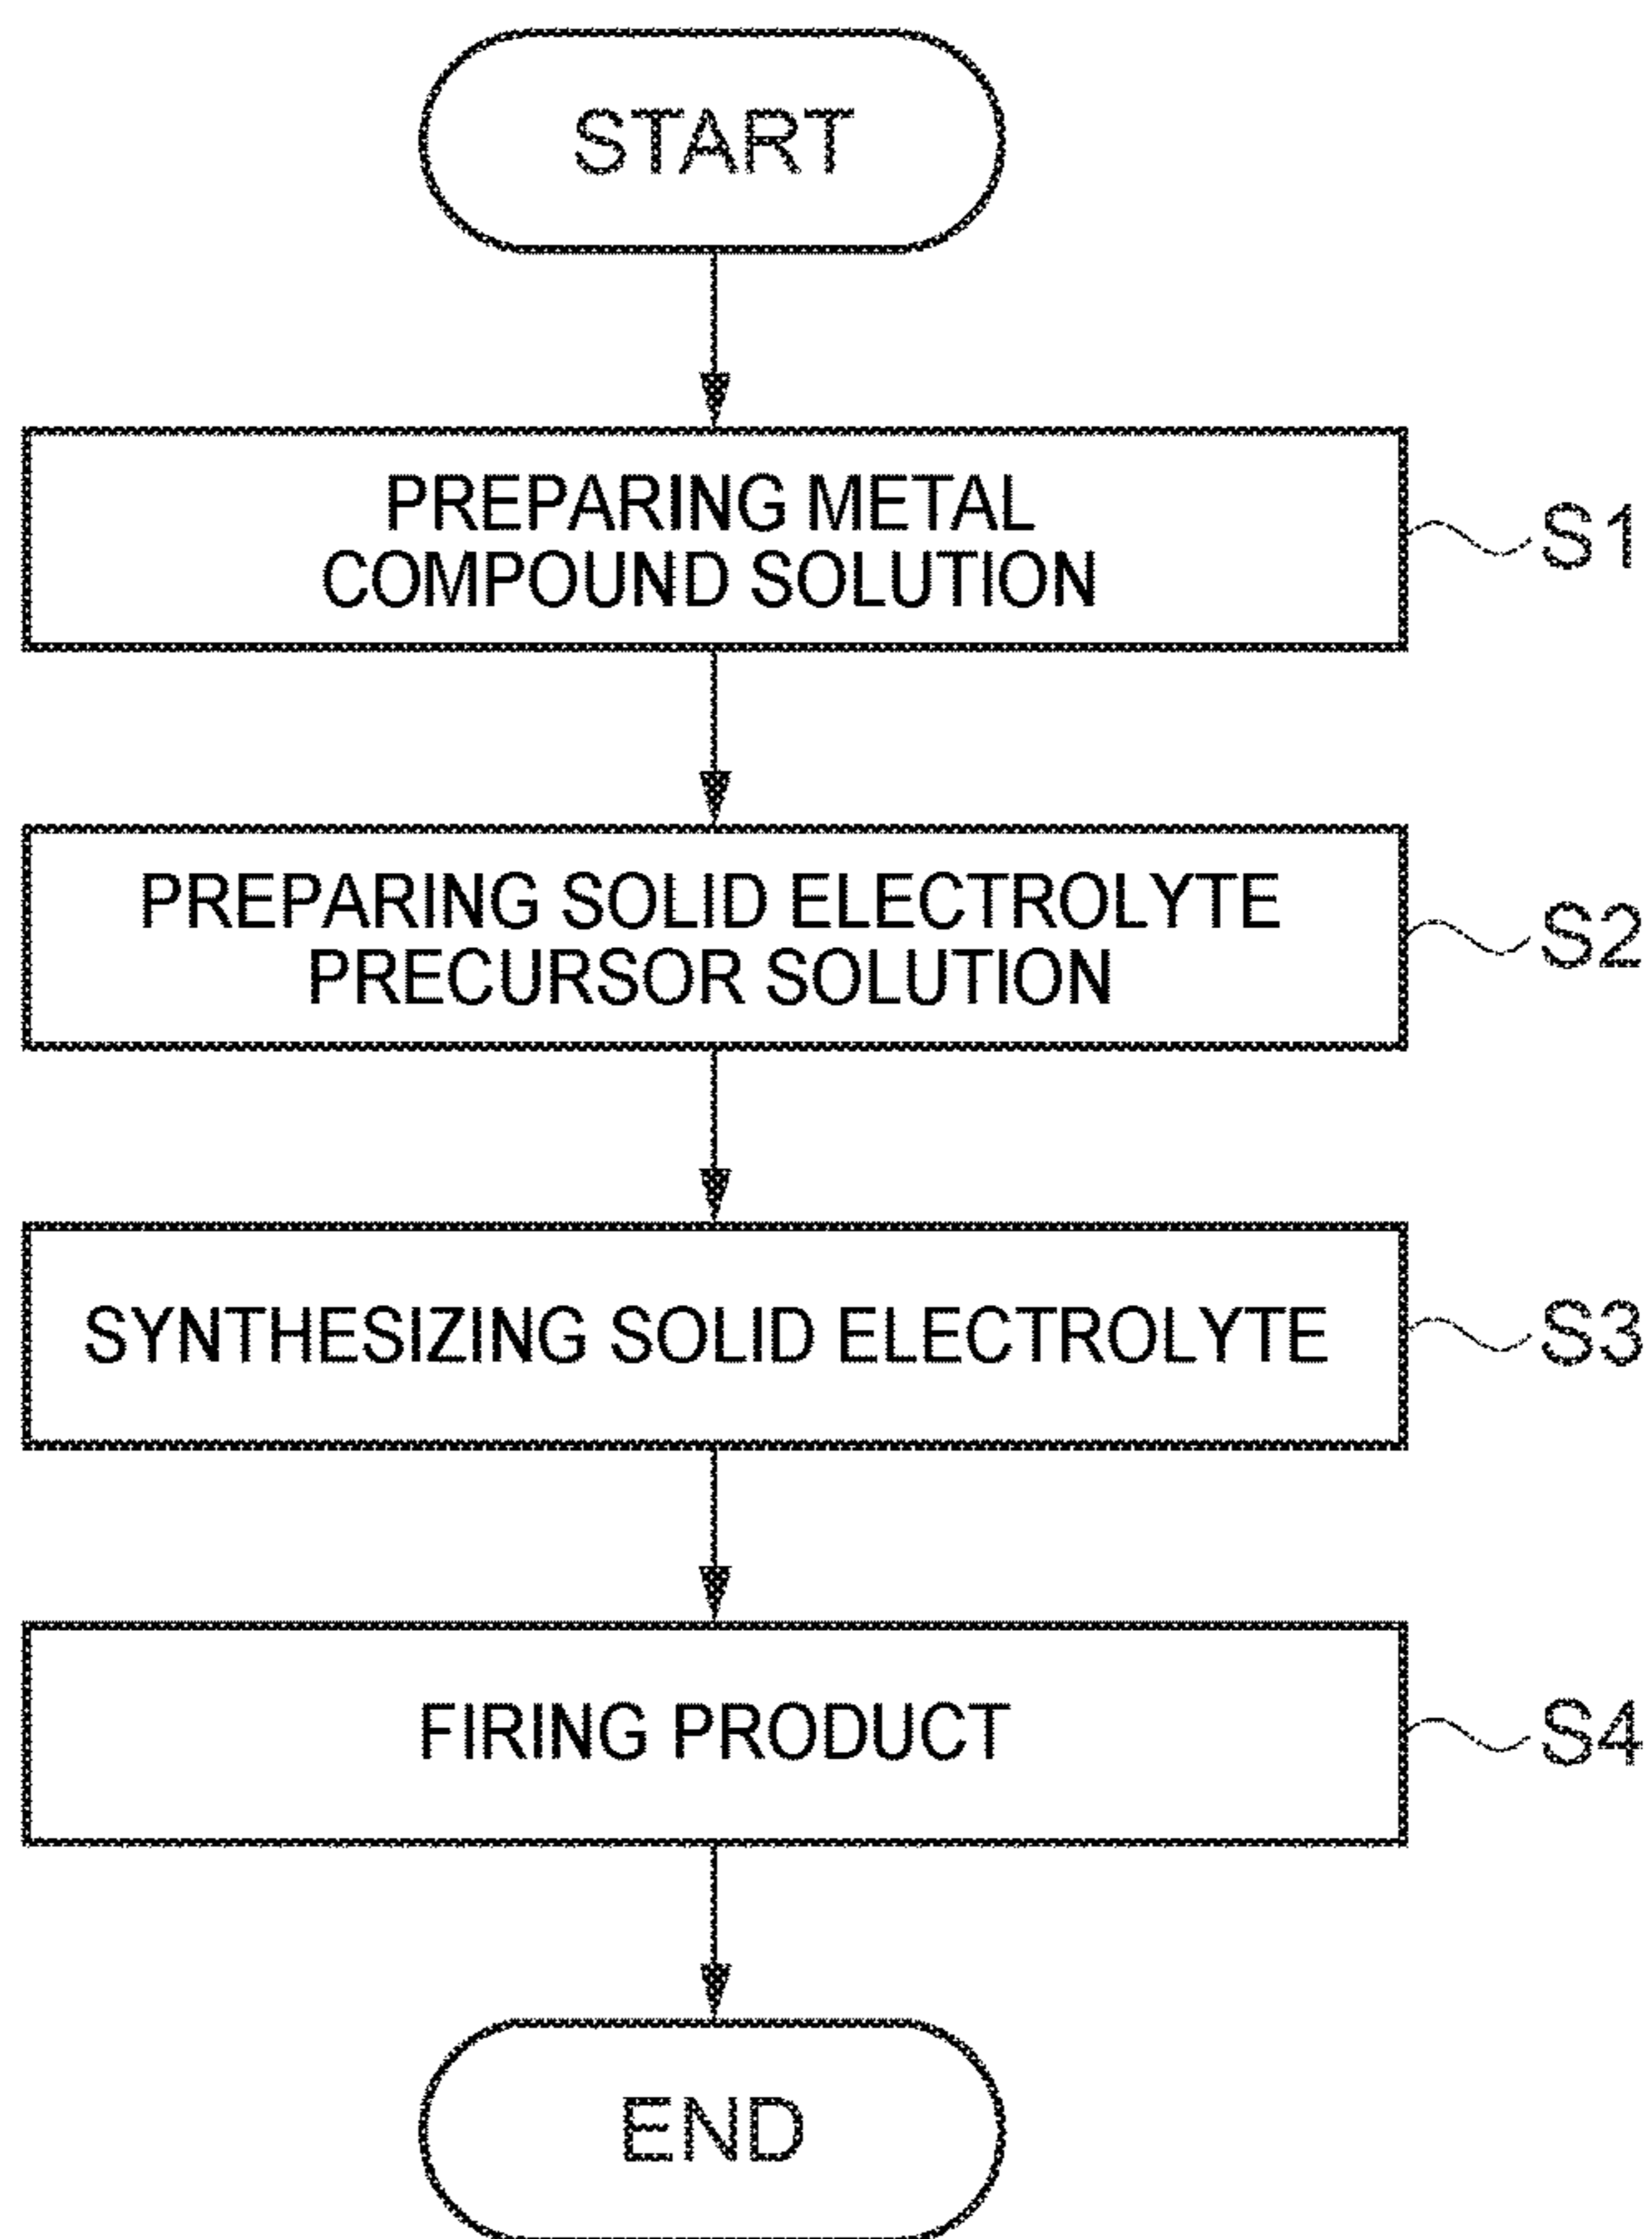 START
PREPARING METAL
COMPOUND SOLUTION
S1
PREPARING SOLID ELECTROLYTE
PRECURSOR SOLUTION
S2
SYNTHESIZING SOLID ELECTROLYTE
S3
FIRING PRODUCT
S4
END